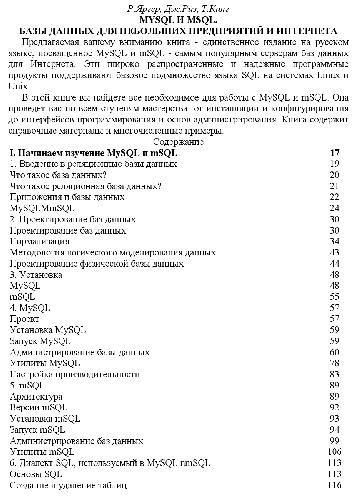 Р.Яргер, Дж.Риз, Т.Кинг
MYSQL И MSQL.
БАЗЫ ДАННЫХ ДЛЯ НЕБОЛЬШИХ ПРЕДПРИЯТИЙ И ИНТЕРНЕТА
Предлагаемая вашему вниманию книга - единственное издание на русском
языке, посвященное MySQL и mSQL - самым популярным серверам баз данных
для Интернета. Эти широко распространенные и надежные программные
продукты поддерживают базовое подмножество языка SQL на системах Linux и
Unix.
В этой книге вы найдете все необходимое для работы с MySQL и mSQL. Она
проведет вас по всем ступеням мастерства: от инсталляции и конфигурирования
до интерфейсов программирования и основ администрирования. Книга содержит
справочные материалы и многочисленные примеры.
Содержание
I. Начинаем изучение MySQL и mSQL 17
1. Введение в реляционные базы данных 19
Что такое база данных? 20
Что такое реляционная база данных? 21
Приложения и базы данных 22
MySQL и mSQL 24
2. Проектирование баз данных 30
Проектирование баз данных 30
Нормализация 34
Методология логического моделирования данных 43
Проектирование физической базы данных 44
3. Установка 48
MySQL 48
mSQL 55
4. MySQL 57
Проект 57
Установка MySQL 59
Запуск MySQL 59
Администрирование базы данных 60
Утилиты MySQL 78
Настройка производительности 83
5. mSQL 89
Архитектура 89
Версии mSQL 92
Установка mSQL 93
Запуск mSQL 94
Администрирование баз данных 99
Утилиты mSQL 106
6. Диалект SQL, используемый в MySQL и mSQL 113
Основы SQL 113
Создание и удаление таблиц 116